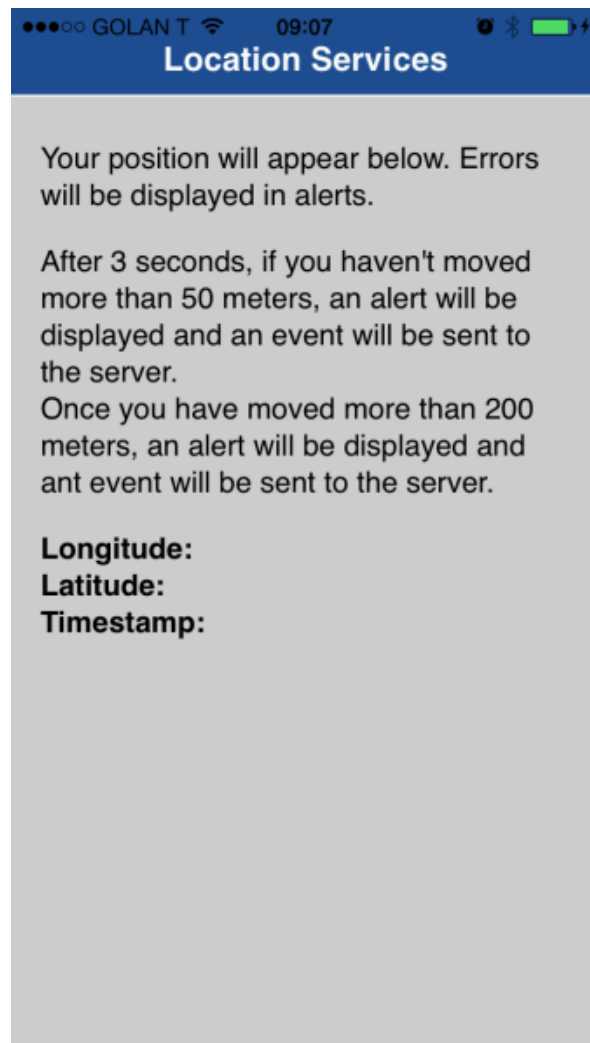 GOLAN T 09:07
Location Services
Your position will appear below. Errors
will be displayed in alerts.
After 3 seconds, if you haven't moved
more than 50 meters, an alert will be
displayed and an event will be sent to
the server.
Once you have moved more than 200
meters, an alert will be displayed and
ant event will be sent to the server.
Longitude:
Latitude:
Timestamp: